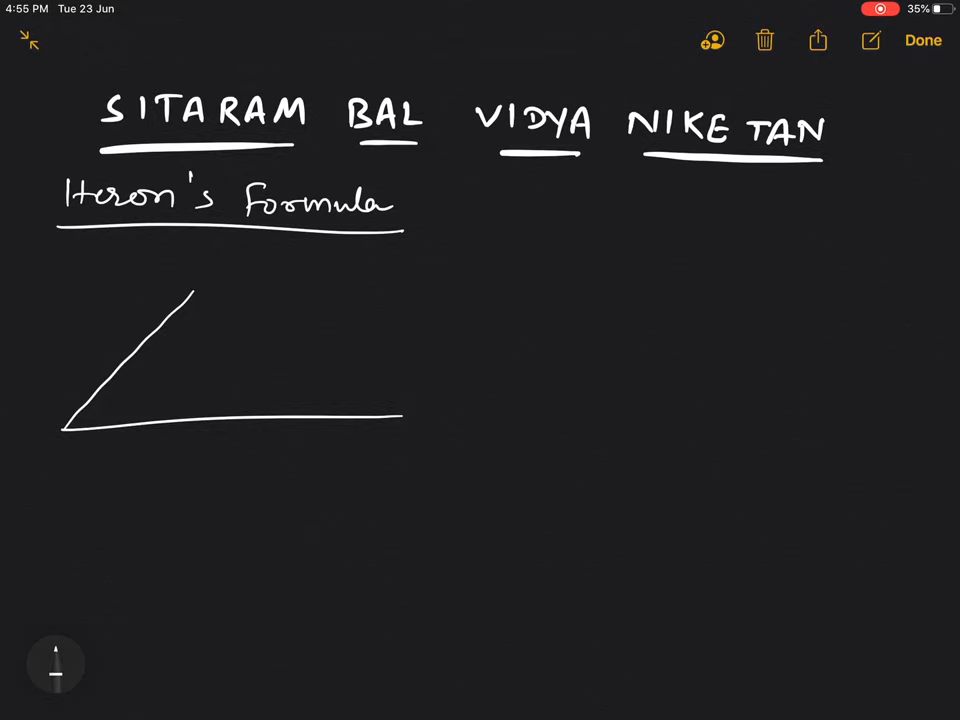 4:55 PM Tue 23 Jun 35%
Done
SITARAM BAL VIDYA NIKETAN
Heron's Formula